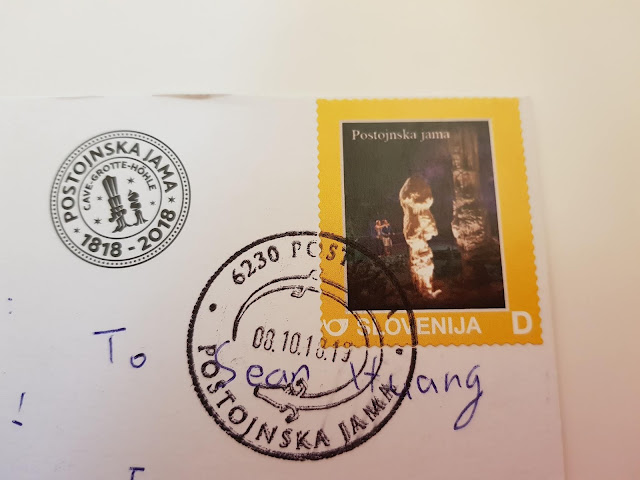 POSTOJNSKA JAMA
CAVE-GROTTE-HÖHLE
1818 - 2018
Postojnska jama
SLOVENIJA D
6230 POST
08.10.18.19
POSTOJNSKA JAMA
To Sean Huang
!